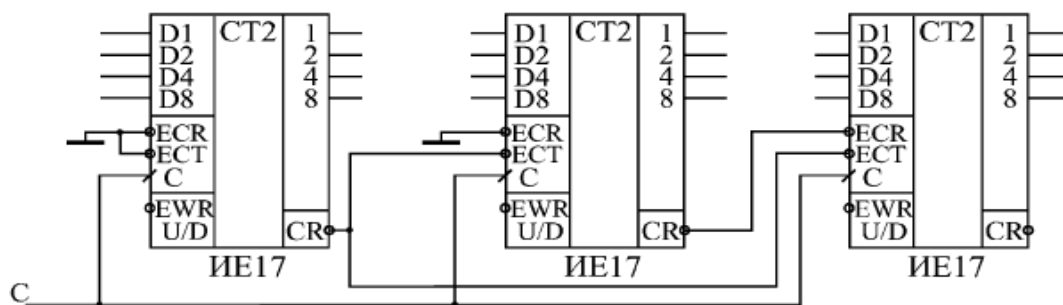 D1 CT2 1
D2 2
D4 4
D8 8
ECR
ECT
C
EWR
U/D CR
ИЕ17
D1 CT2 1
D2 2
D4 4
D8 8
ECR
ECT
C
EWR
U/D CR
ИЕ17
D1 CT2 1
D2 2
D4 4
D8 8
ECR
ECT
C
EWR
U/D CR
ИЕ17
C